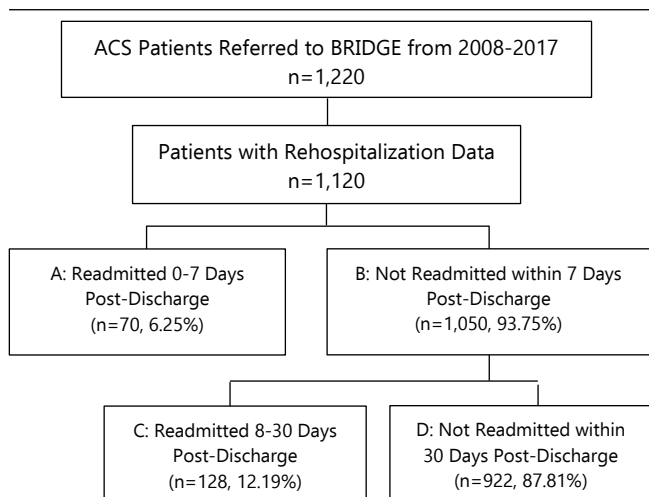 ACS Patients Referred to BRIDGE from 2008-2017
n=1,220
Patients with Rehospitalization Data
n=1,120
A: Readmitted 0-7 Days
Post-Discharge
(n=70, 6.25%)
B: Not Readmitted within 7 Days
Post-Discharge
(n=1,050, 93.75%)
C: Readmitted 8-30 Days
Post-Discharge
(n=128, 12.19%)
D: Not Readmitted within
30 Days Post-Discharge
(n=922, 87.81%)